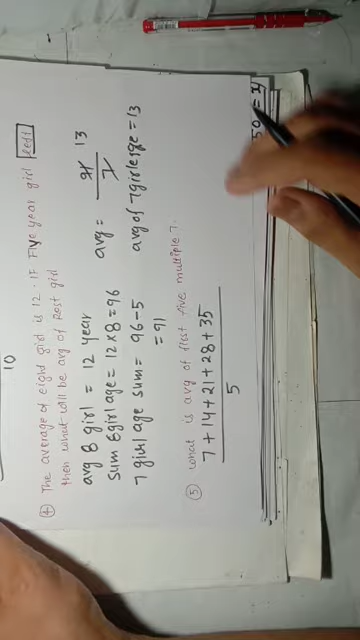 10
④ The average of eight girl is 12. If Five year girl left
then what will be avg of Rest girl
avg 8 girl = 12 year
sum 8 girl age = 12 × 8 = 96
7 girl age sum = 96 - 5
= 91
avg = 91/7 13
avg of 7 girl age = 13
⑤ what is avg of first five multiple 7.
7 + 14 + 21 + 28 + 35
5